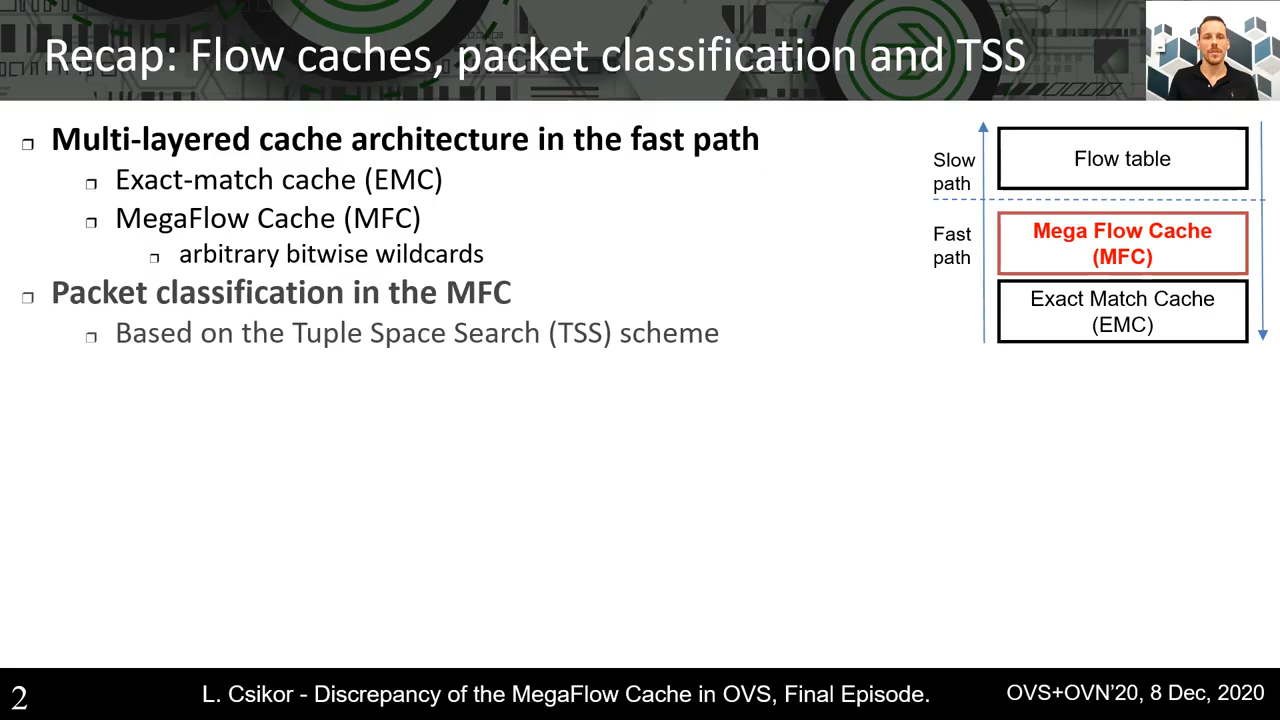 Recap: Flow caches, packet classification and TSS
Multi-layered cache architecture in the fast path
Exact-match cache (EMC)
MegaFlow Cache (MFC)
arbitrary bitwise wildcards
Packet classification in the MFC
Based on the Tuple Space Search (TSS) scheme
Slow
path
Flow table
Fast
path
Mega Flow Cache
(MFC)
Exact Match Cache
(EMC)
2
L. Csikor - Discrepancy of the MegaFlow Cache in OVS, Final Episode.
OVS+OVN’20, 8 Dec, 2020